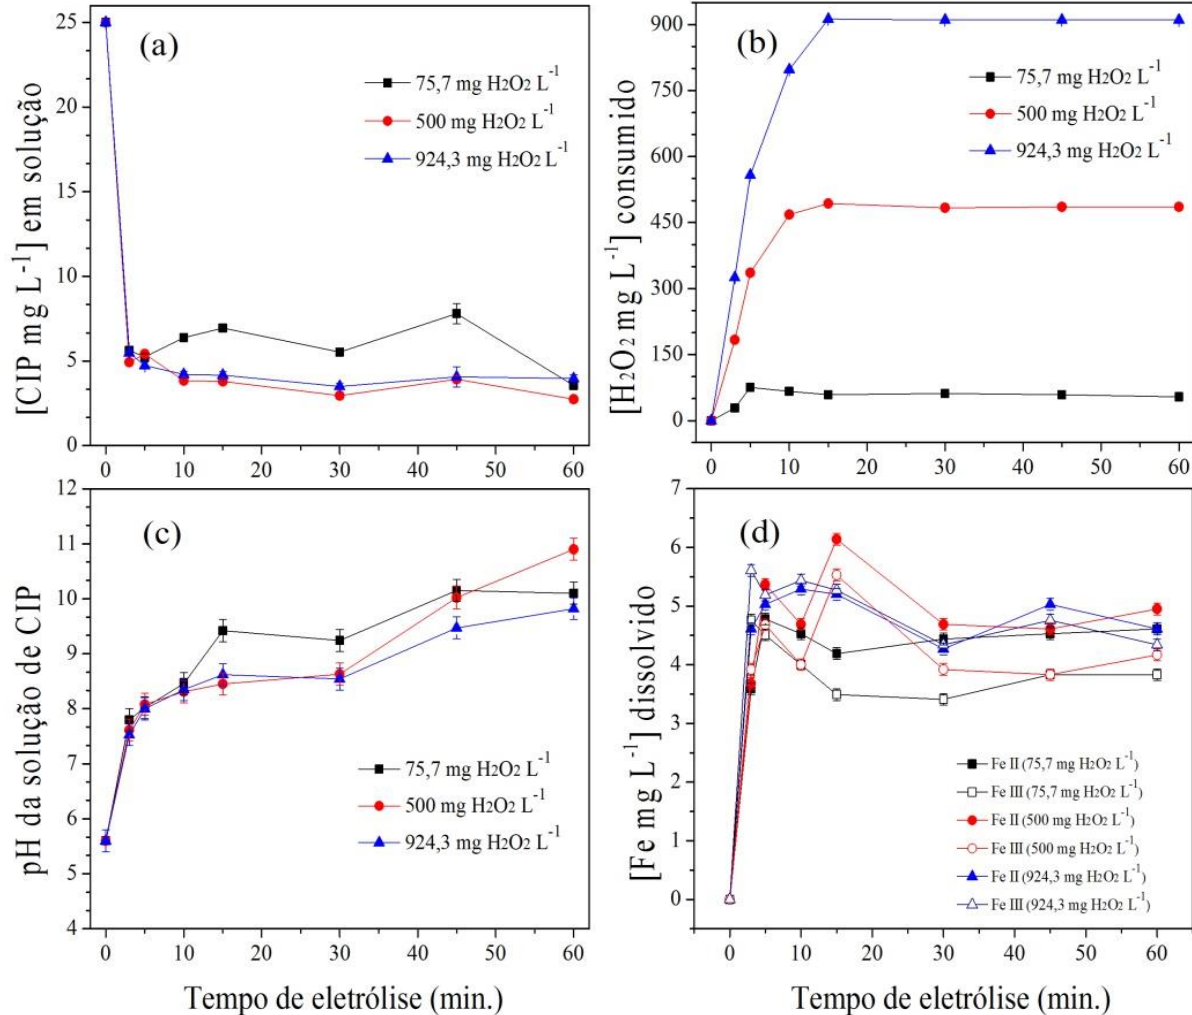 (a)
[CIP mg L-1] em solução
25
20
15
10
5
0
75,7 mg H2O2 L-1
500 mg H2O2 L-1
924,3 mg H2O2 L-1
0 10 20 30 40 50 60
(b)
[H2O2 mg L-1] consumido
900
750
600
450
300
150
0
75,7 mg H2O2 L-1
500 mg H2O2 L-1
924,3 mg H2O2 L-1
0 10 20 30 40 50 60
(c)
pH da solução de CIP
12
11
10
9
8
7
6
5
4
75,7 mg H2O2 L-1
500 mg H2O2 L-1
924,3 mg H2O2 L-1
0 10 20 30 40 50 60
Tempo de eletrólise (min.)
(d)
[Fe mg L-1] dissolvido
7
6
5
4
3
2
1
0
Fe II (75,7 mg H2O2 L-1)
Fe III (75,7 mg H2O2 L-1)
Fe II (500 mg H2O2 L-1)
Fe III (500 mg H2O2 L-1)
Fe II (924,3 mg H2O2 L-1)
Fe III (924,3 mg H2O2 L-1)
0 10 20 30 40 50 60
Tempo de eletrólise (min.)